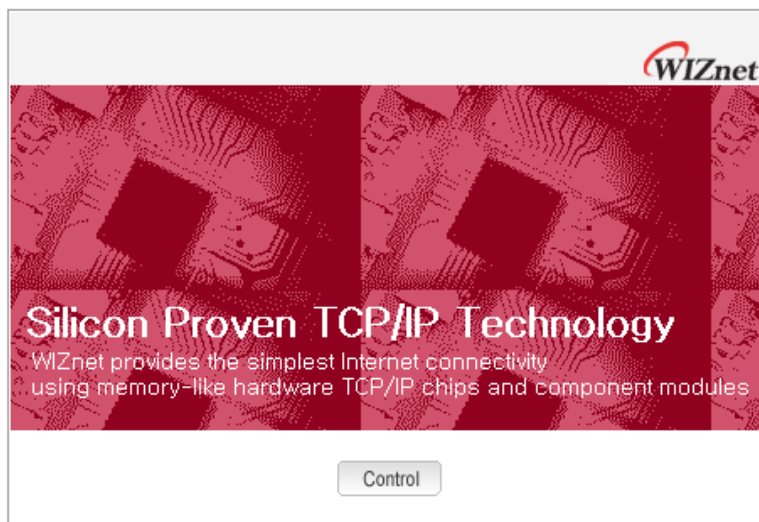 WIZnet
Silicon Proven TCP/IP Technology
WIZnet provides the simplest Internet connectivity
using memory-like hardware TCP/IP chips and component modules
Control